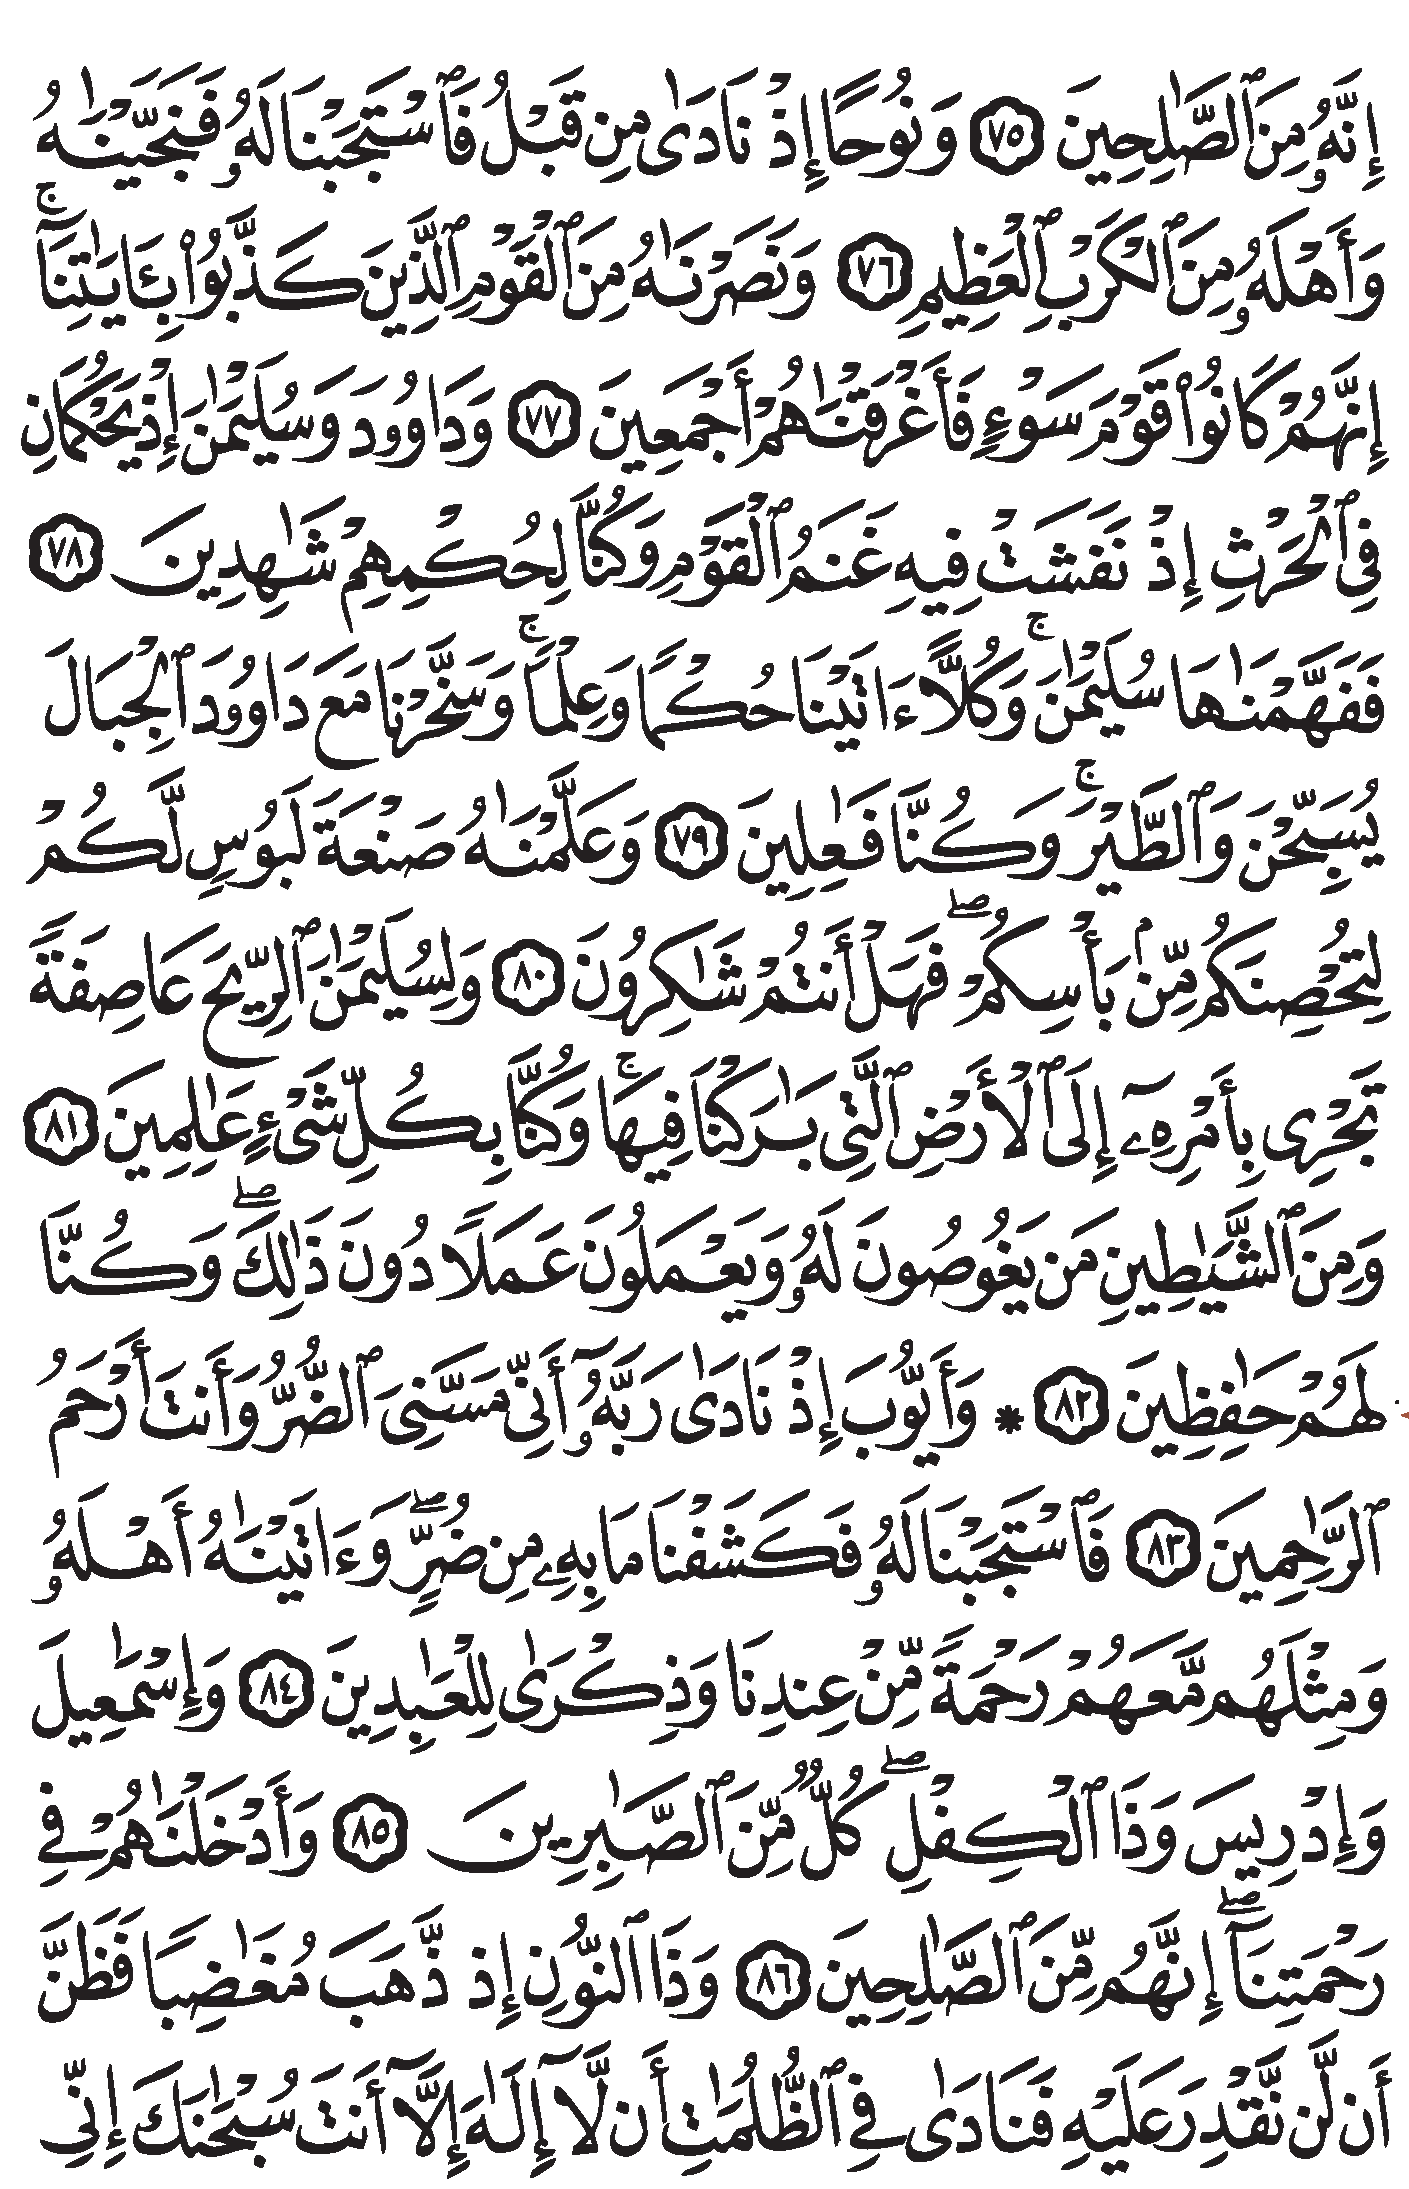 إِنَّهُۥ مِنَ ٱلصَّٰلِحِينَ ٧٥ وَنُوحًا إِذْ نَادَىٰ مِن قَبْلُ فَٱسْتَجَبْنَا لَهُۥ فَنَجَّيْنَٰهُ
وَأَهْلَهُۥ مِنَ ٱلْكَرْبِ ٱلْعَظِيمِ ٧٦ وَنَصَرْنَٰهُ مِنَ ٱلْقَوْمِ ٱلَّذِينَ كَذَّبُوا۟ بِـَٔايَٰتِنَآۚ
إِنَّهُمْ كَانُوا۟ قَوْمَ سَوْءٍ فَأَغْرَقْنَٰهُمْ أَجْمَعِينَ ٧٧ وَدَاوُۥدَ وَسُلَيْمَٰنَ إِذْ يَحْكُمَانِ
فِى ٱلْحَرْثِ إِذْ نَفَشَتْ فِيهِ غَنَمُ ٱلْقَوْمِ وَكُنَّا لِحُكْمِهِمْ شَٰهِدِينَ ٧٨
فَفَهَّمْنَٰهَا سُلَيْمَٰنَۚ وَكُلًّا ءَاتَيْنَا حُكْمًا وَعِلْمًاۚ وَسَخَّرْنَا مَعَ دَاوُۥدَ ٱلْجِبَالَ
يُسَبِّحْنَ وَٱلطَّيْرَۚ وَكُنَّا فَٰعِلِينَ ٧٩ وَعَلَّمْنَٰهُ صَنْعَةَ لَبُوسٍ لَّكُمْ
لِتُحْصِنَكُم مِّنۢ بَأْسِكُمْۖ فَهَلْ أَنتُمْ شَٰكِرُونَ ٨٠ وَلِسُلَيْمَٰنَ ٱلرِّيحَ عَاصِفَةً
تَجْرِى بِأَمْرِهِۦٓ إِلَى ٱلْأَرْضِ ٱلَّتِى بَٰرَكْنَا فِيهَاۚ وَكُنَّا بِكُلِّ شَىْءٍ عَٰلِمِينَ ٨١
وَمِنَ ٱلشَّيَٰطِينِ مَن يَغُوصُونَ لَهُۥ وَيَعْمَلُونَ عَمَلًا دُونَ ذَٰلِكَۖ وَكُنَّا
لَهُمْ حَٰفِظِينَ ٨٢ * وَأَيُّوبَ إِذْ نَادَىٰ رَبَّهُۥٓ أَنِّى مَسَّنِىَ ٱلضُّرُّ وَأَنتَ أَرْحَمُ
ٱلرَّٰحِمِينَ ٨٣ فَٱسْتَجَبْنَا لَهُۥ فَكَشَفْنَا مَا بِهِۦ مِن ضُرٍّۖ وَءَاتَيْنَٰهُ أَهْلَهُۥ
وَمِثْلَهُم مَّعَهُمْ رَحْمَةً مِّنْ عِندِنَا وَذِكْرَىٰ لِلْعَٰبِدِينَ ٨٤ وَإِسْمَٰعِيلَ
وَإِدْرِيسَ وَذَا ٱلْكِفْلِۖ كُلٌّ مِّنَ ٱلصَّٰبِرِينَ ٨٥ وَأَدْخَلْنَٰهُمْ فِى
رَحْمَتِنَآۖ إِنَّهُم مِّنَ ٱلصَّٰلِحِينَ ٨٦ وَذَا ٱلنُّونِ إِذ ذَّهَبَ مُغَٰضِبًا فَظَنَّ
أَن لَّن نَّقْدِرَ عَلَيْهِ فَنَادَىٰ فِى ٱلظُّلُمَٰتِ أَن لَّآ إِلَٰهَ إِلَّآ أَنتَ سُبْحَٰنَكَ إِنِّى